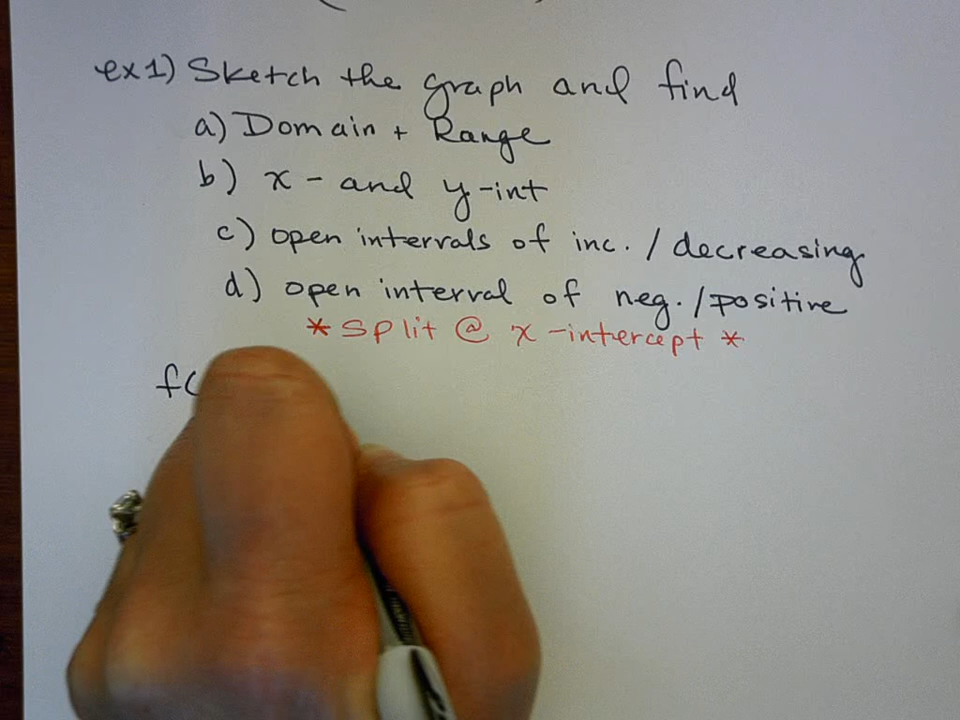 ex1) Sketch the graph and find
a) Domain + Range
b) x - and y -int
c) open intervals of inc. / decreasing
d) open interval of neg. / positive
* Split @ x -intercept *
f(